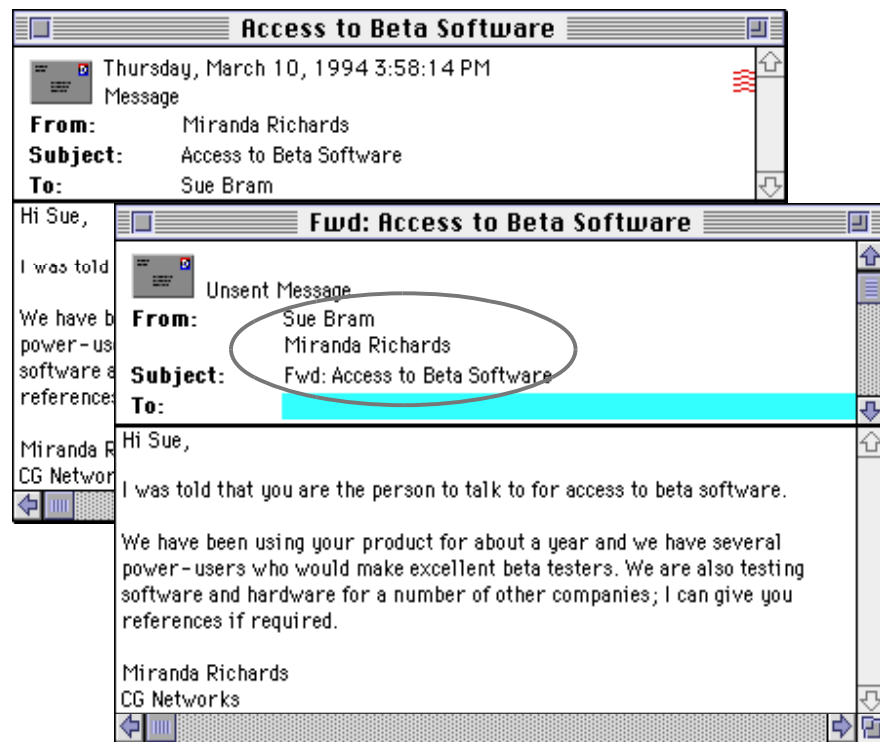 Access to Beta Software
Thursday, March 10, 1994 3:58:14 PM
Message
From: Miranda Richards
Subject: Access to Beta Software
To: Sue Bram
Hi Sue,
I was told
We have b
power-us
software a
reference
Miranda R
CG Networ
Fwd: Access to Beta Software
Unsent Message
From: Sue Bram
Miranda Richards
Subject: Fwd: Access to Beta Software
To:
Hi Sue,
I was told that you are the person to talk to for access to beta software.
We have been using your product for about a year and we have several
power-users who would make excellent beta testers. We are also testing
software and hardware for a number of other companies; I can give you
references if required.
Miranda Richards
CG Networks